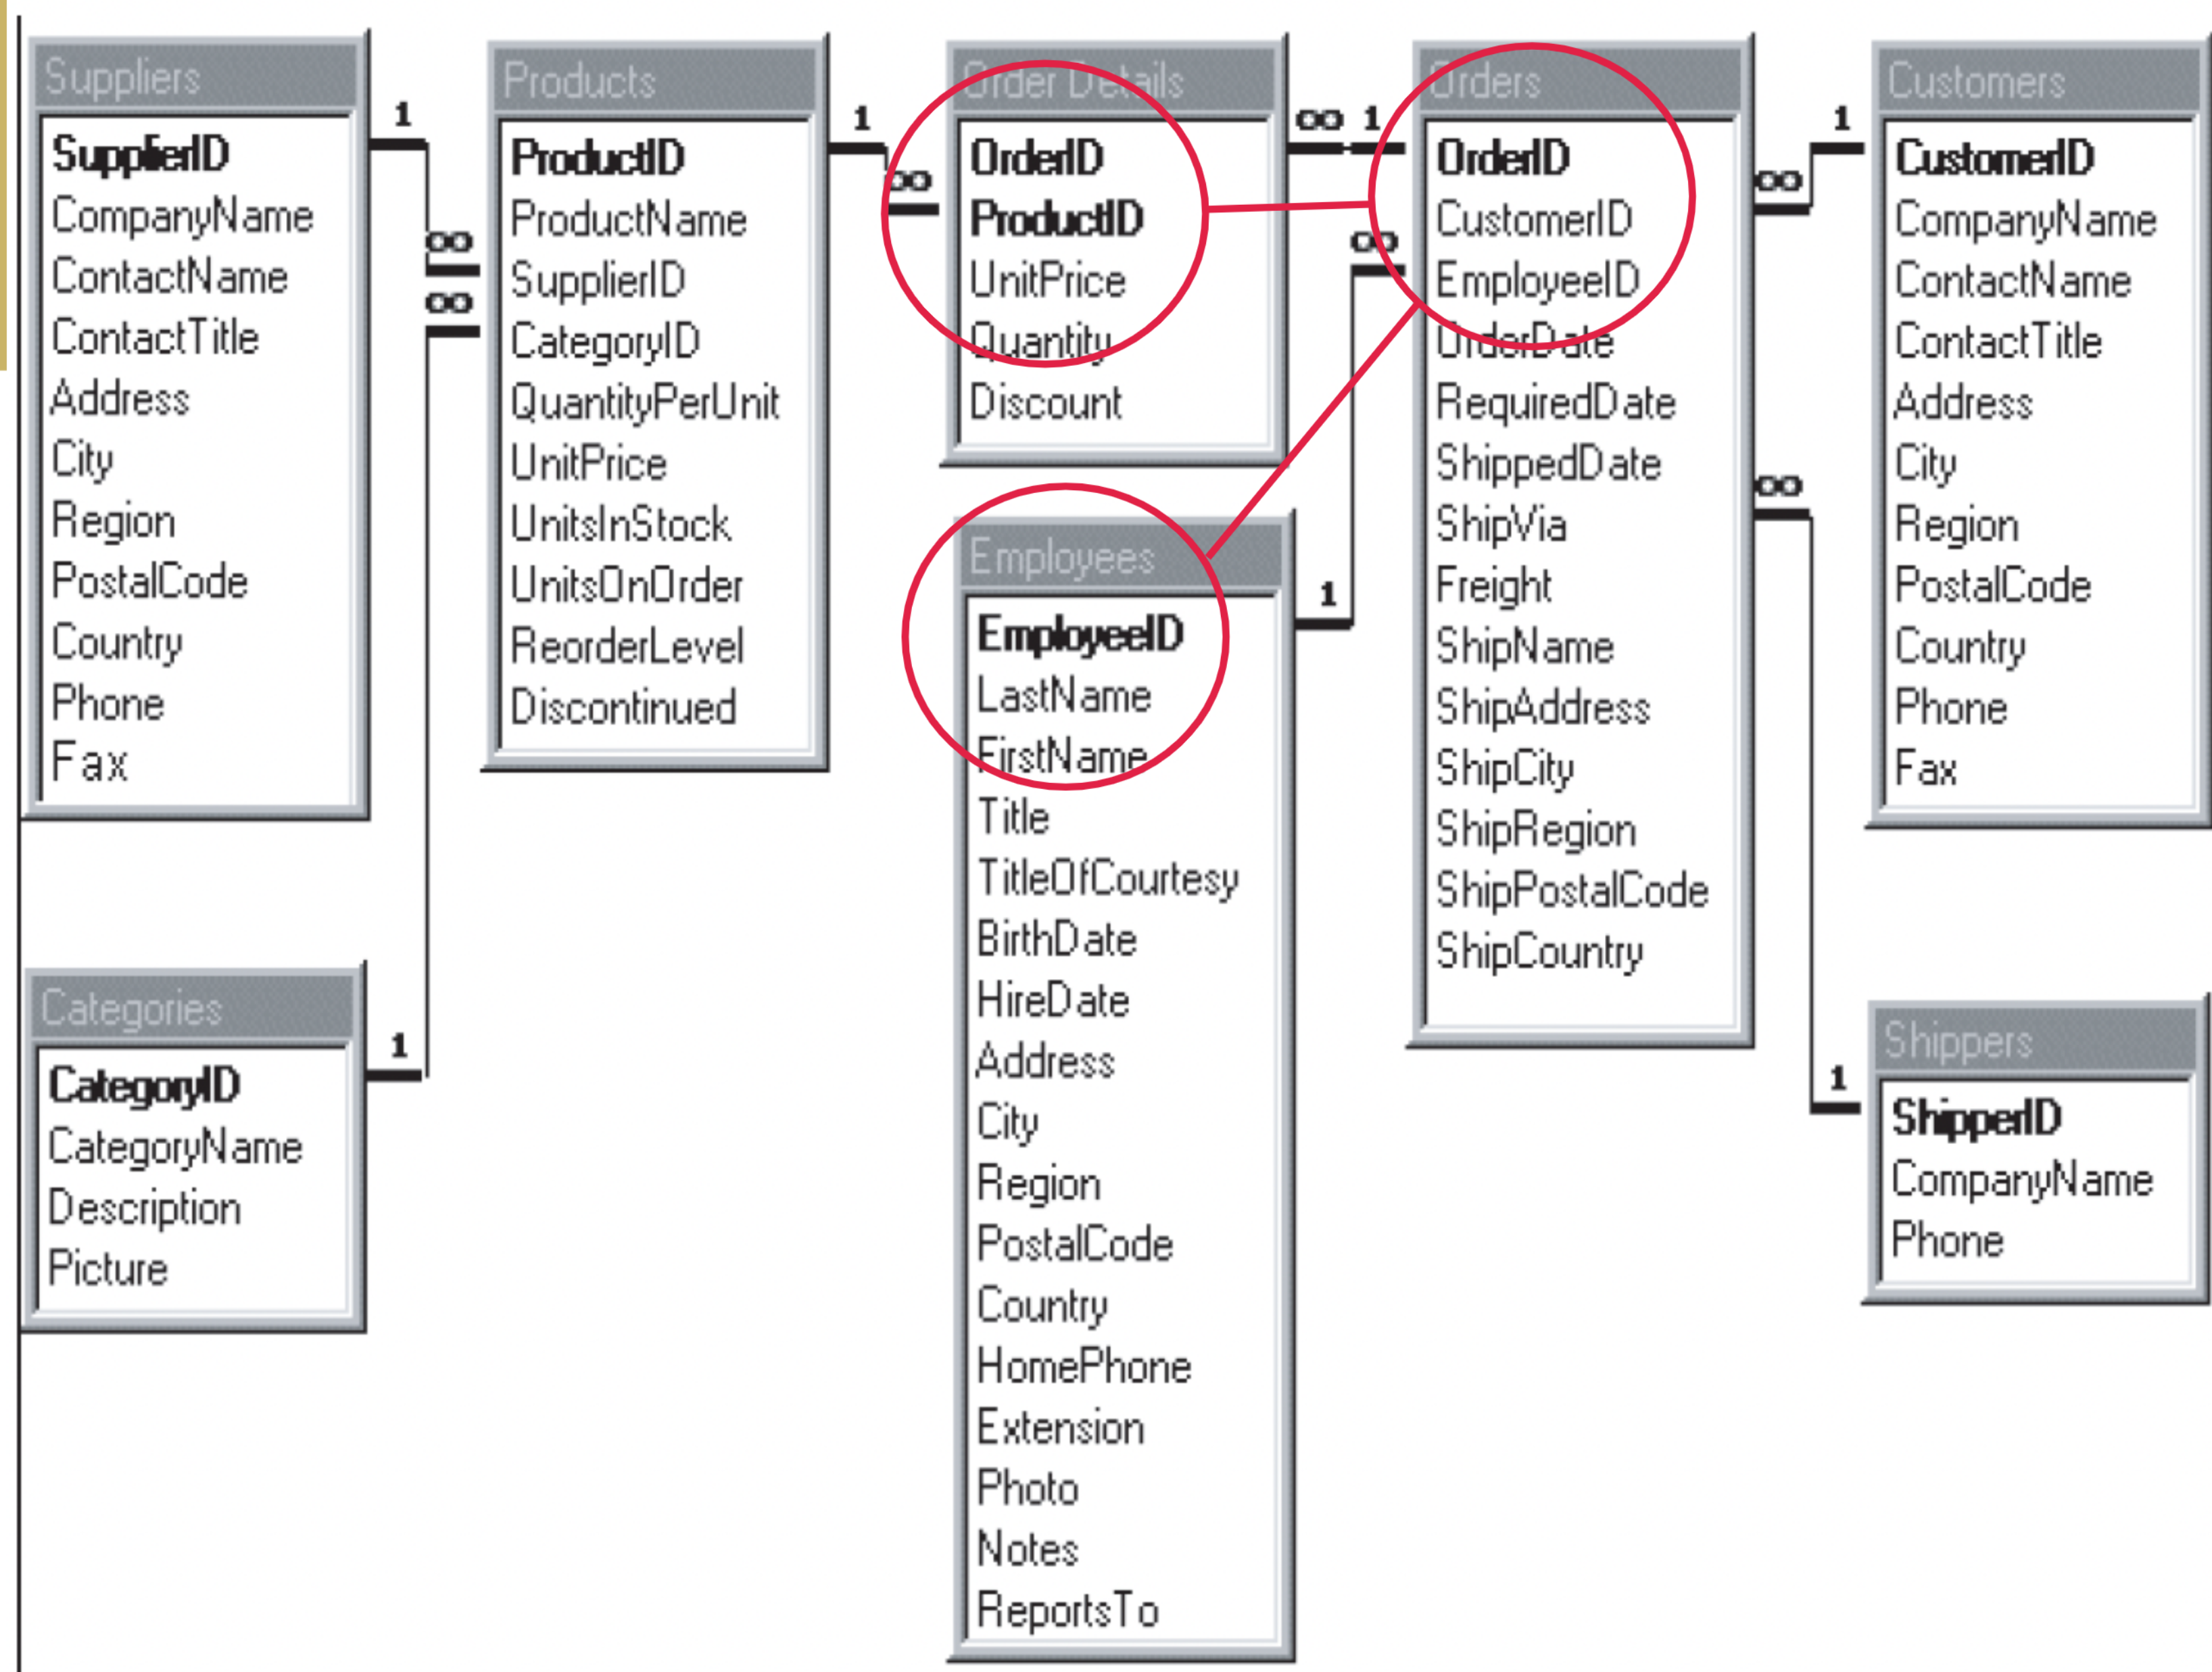 Suppliers
SupplierID
CompanyName
ContactName
ContactTitle
Address
City
Region
PostalCode
Country
Phone
Fax
Categories
CategoryID
CategoryName
Description
Picture
Products
ProductID
ProductName
SupplierID
CategoryID
QuantityPerUnit
UnitPrice
UnitsInStock
UnitsOnOrder
ReorderLevel
Discontinued
Order Details
OrderID
ProductID
UnitPrice
Quantity
Discount
Employees
EmployeeID
LastName
FirstName
Title
TitleOfCourtesy
BirthDate
HireDate
Address
City
Region
PostalCode
Country
HomePhone
Extension
Photo
Notes
ReportsTo
Orders
OrderID
CustomerID
EmployeeID
OrderDate
RequiredDate
ShippedDate
ShipVia
Freight
ShipName
ShipAddress
ShipCity
ShipRegion
ShipPostalCode
ShipCountry
Customers
CustomerID
CompanyName
ContactName
ContactTitle
Address
City
Region
PostalCode
Country
Phone
Fax
Shippers
ShipperID
CompanyName
Phone
1
∞
∞
1
1
∞
∞ 1
∞
1
∞
1
∞
1